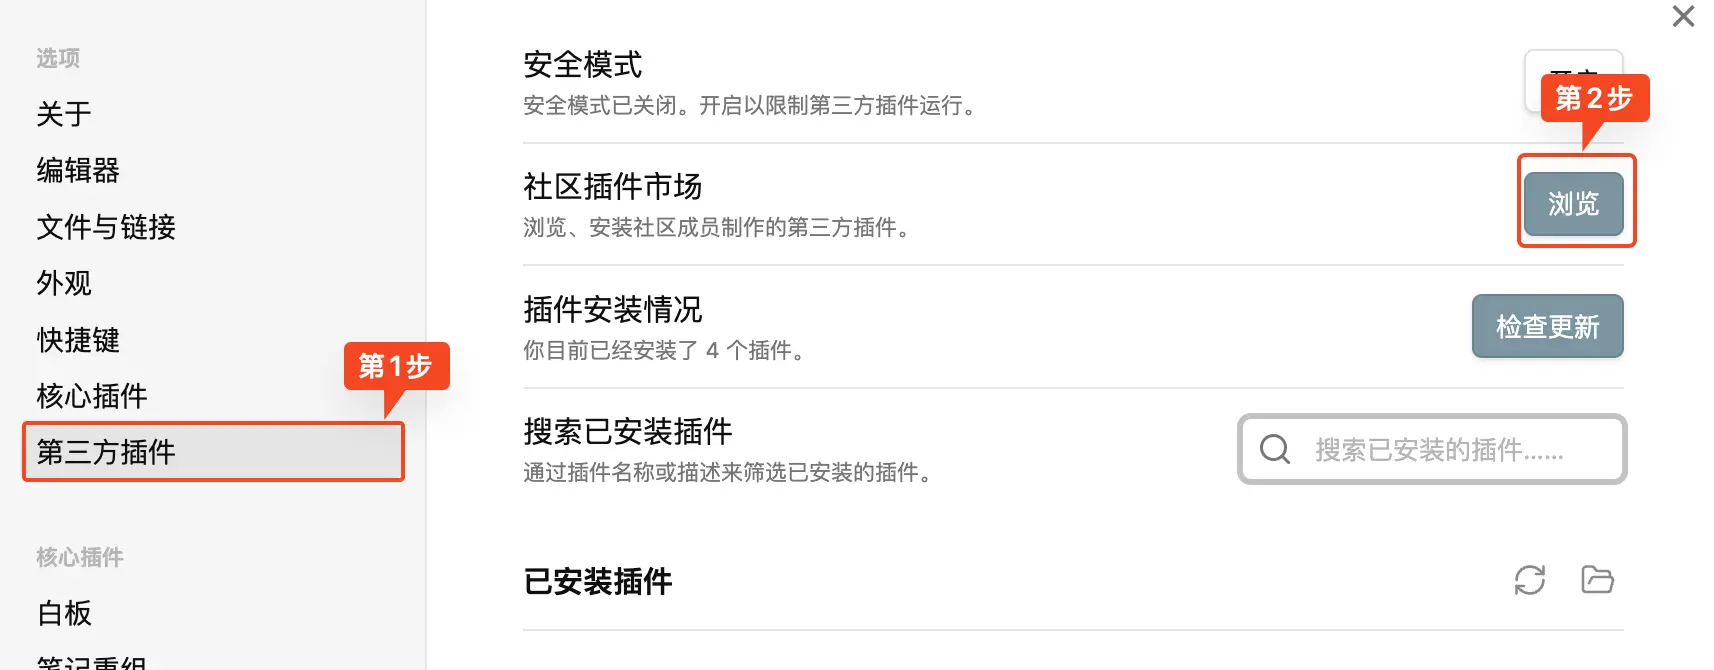 选项
关于
编辑器
文件与链接
外观
快捷键
核心插件
第1步
第三方插件
核心插件
白板
笔记重组
安全模式
安全模式已关闭。开启以限制第三方插件运行。
第2步
社区插件市场
浏览、安装社区成员制作的第三方插件。
浏览
插件安装情况
你目前已经安装了 4 个插件。
检查更新
搜索已安装插件
通过插件名称或描述来筛选已安装的插件。
搜索已安装的插件......
已安装插件